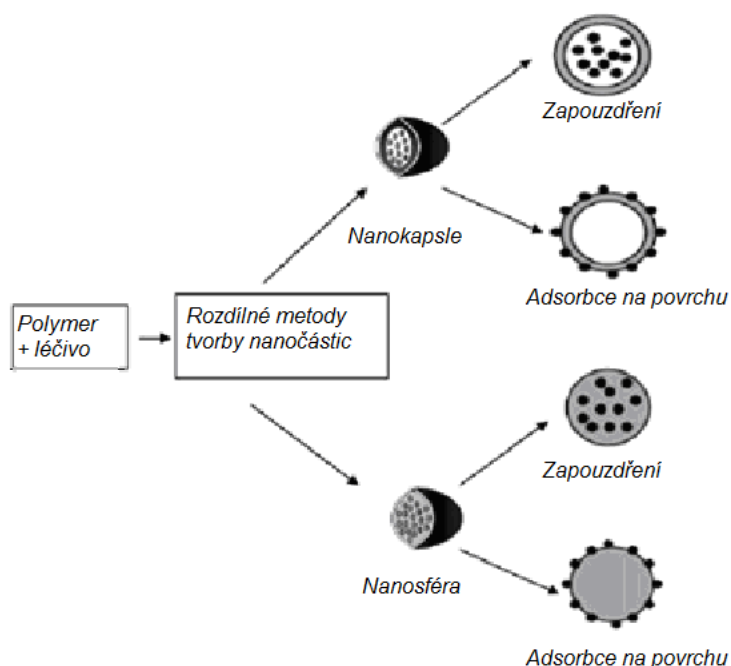 Zapouzdření
Nanokapsle
Adsorbce na povrchu
Polymer
+ léčivo
Rozdílné metody
tvorby nanočástic
Zapouzdření
Nanosféra
Adsorbce na povrchu